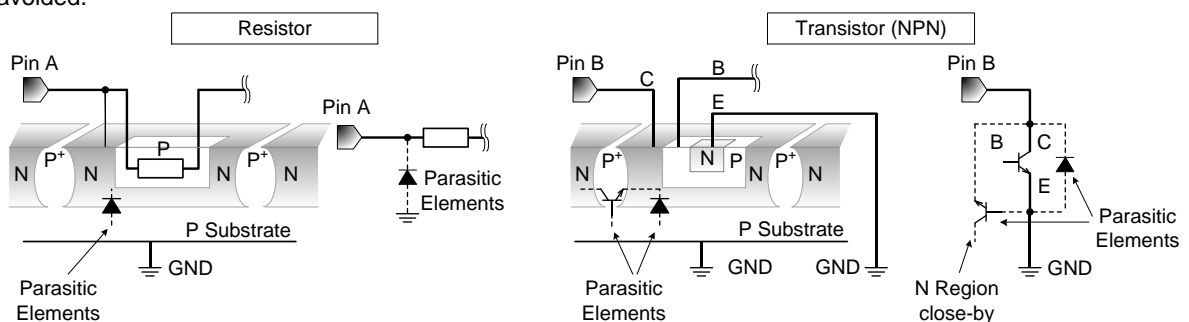 avoided.
Resistor
Pin A
N
P+
N
P
N
P+
N
P Substrate
GND
Parasitic
Elements
Pin A
Parasitic
Elements
Transistor (NPN)
Pin B
C
B
E
N
P+
N
N
P
P+
N
N
P Substrate
GND
GND
Parasitic
Elements
Pin B
B
C
E
Parasitic
Elements
GND
N Region
close-by